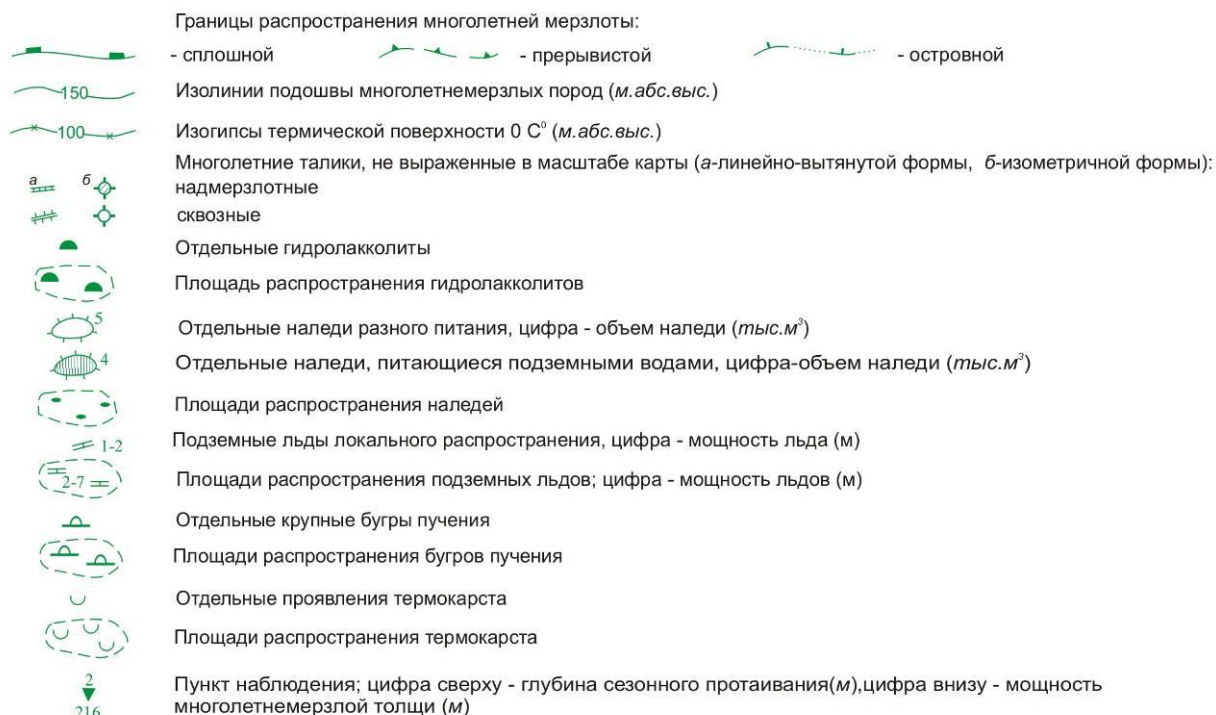 Границы распространения многолетней мерзлоты:
- сплошной - прерывистой - островной
150 Изолинии подошвы многолетнемерзлых пород (м.абс.выс.)
100 Изогипсы термической поверхности 0 С⁰ (м.абс.выс.)
Многолетние талики, не выраженные в масштабе карты (а-линейно-вытянутой формы, б-изометричной формы):
а б надмерзлотные
сквозные
Отдельные гидролакколиты
Площадь распространения гидролакколитов
5 Отдельные наледи разного питания, цифра - объем наледи (тыс.м³)
4 Отдельные наледи, питающиеся подземными водами, цифра-объем наледи (тыс.м³)
Площади распространения наледей
1-2 Подземные льды локального распространения, цифра - мощность льда (м)
2-7 Площади распространения подземных льдов; цифра - мощность льдов (м)
Отдельные крупные бугры пучения
Площади распространения бугров пучения
Отдельные проявления термокарста
Площади распространения термокарста
2 Пункт наблюдения; цифра сверху - глубина сезонного протаивания(м),цифра внизу - мощность
216 многолетнемерзлой толщи (м)